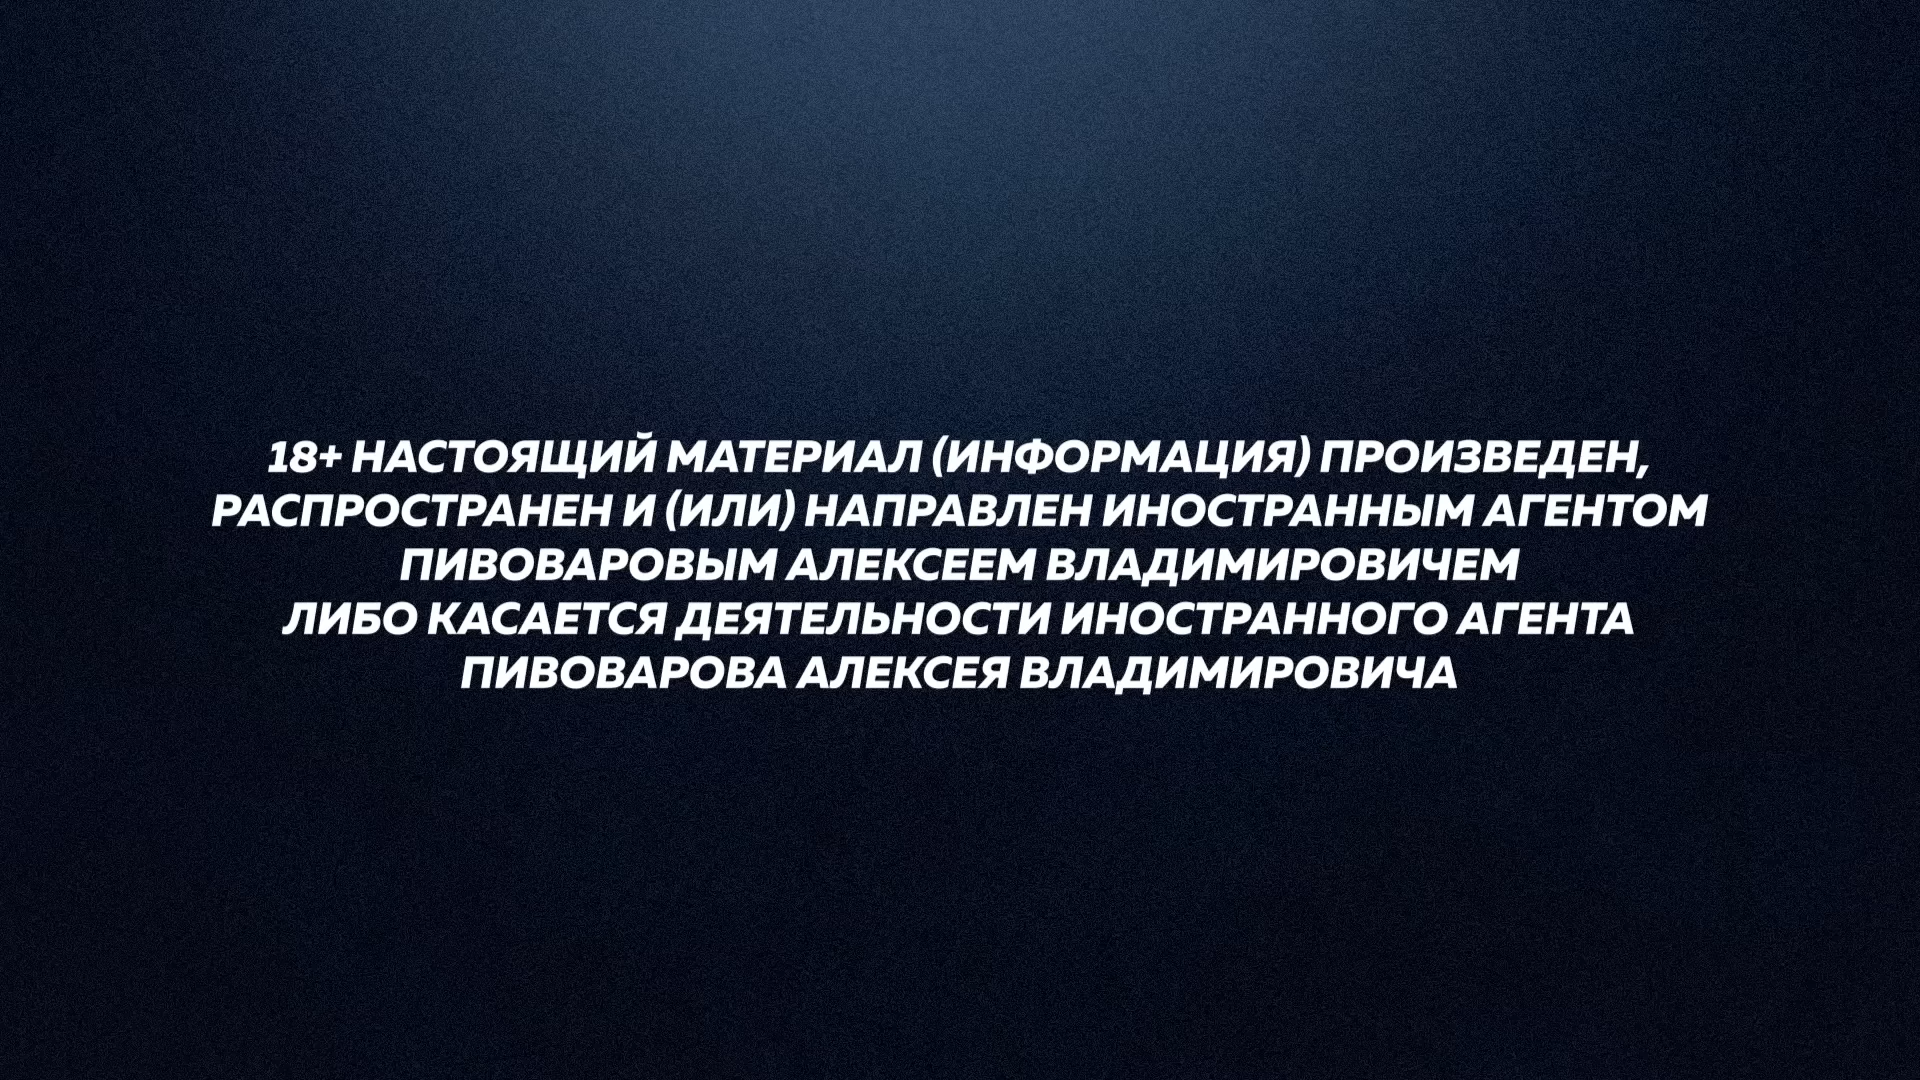 18+ НАСТОЯЩИЙ МАТЕРИАЛ (ИНФОРМАЦИЯ) ПРОИЗВЕДЕН,
РАСПРОСТРАНЕН И (ИЛИ) НАПРАВЛЕН ИНОСТРАННЫМ АГЕНТОМ
ПИВОВАРОВЫМ АЛЕКСЕЕМ ВЛАДИМИРОВИЧЕМ
ЛИБО КАСАЕТСЯ ДЕЯТЕЛЬНОСТИ ИНОСТРАННОГО АГЕНТА
ПИВОВАРОВА АЛЕКСЕЯ ВЛАДИМИРОВИЧА